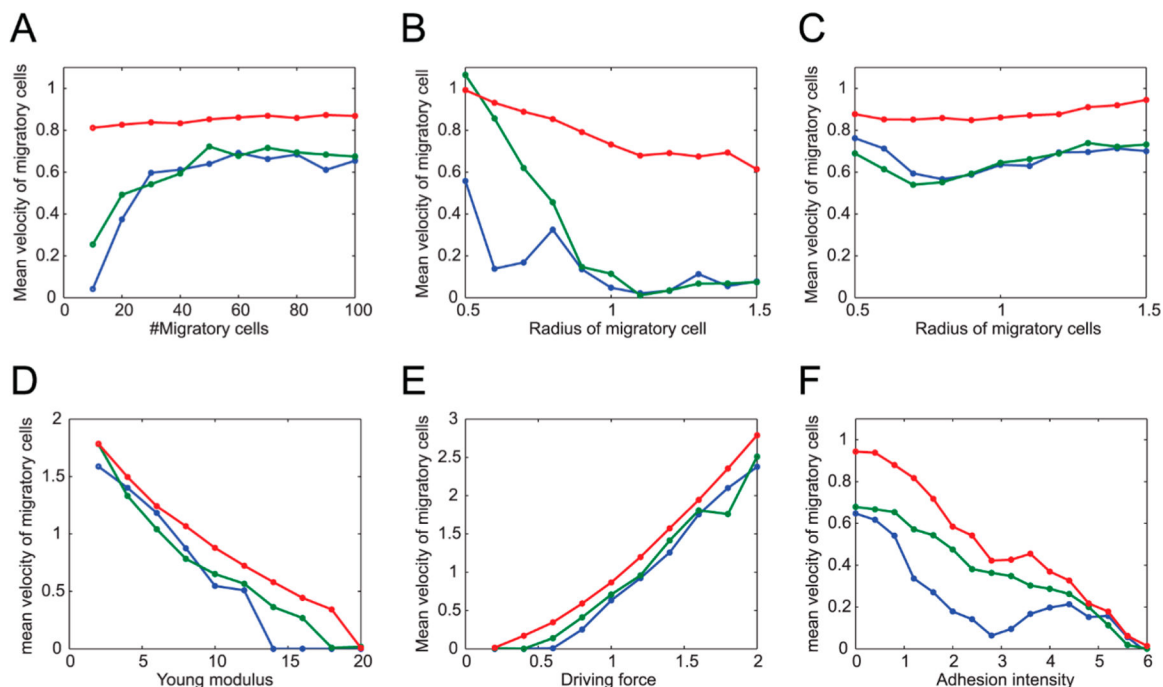 A
Mean velocity of migratory cells
1
0.8
0.6
0.4
0.2
0
0 20 40 60 80 100
#Migratory cells
B
Mean velocity of migratory cell
1
0.8
0.6
0.4
0.2
0
0.5 1 1.5
Radius of migratory cell
C
Mean velocity of migratory cells
1
0.8
0.6
0.4
0.2
0
0.5 1 1.5
Radius of migratory cells
D
mean velocity of migratory cells
2
1.5
1
0.5
0
0 5 10 15 20
Young modulus
E
Mean velocity of migratory cells
3
2.5
2
1.5
1
0.5
0
0 0.5 1 1.5 2
Driving force
F
mean velocity of migratory cells
1
0.8
0.6
0.4
0.2
0
0 1 2 3 4 5 6
Adhesion intensity